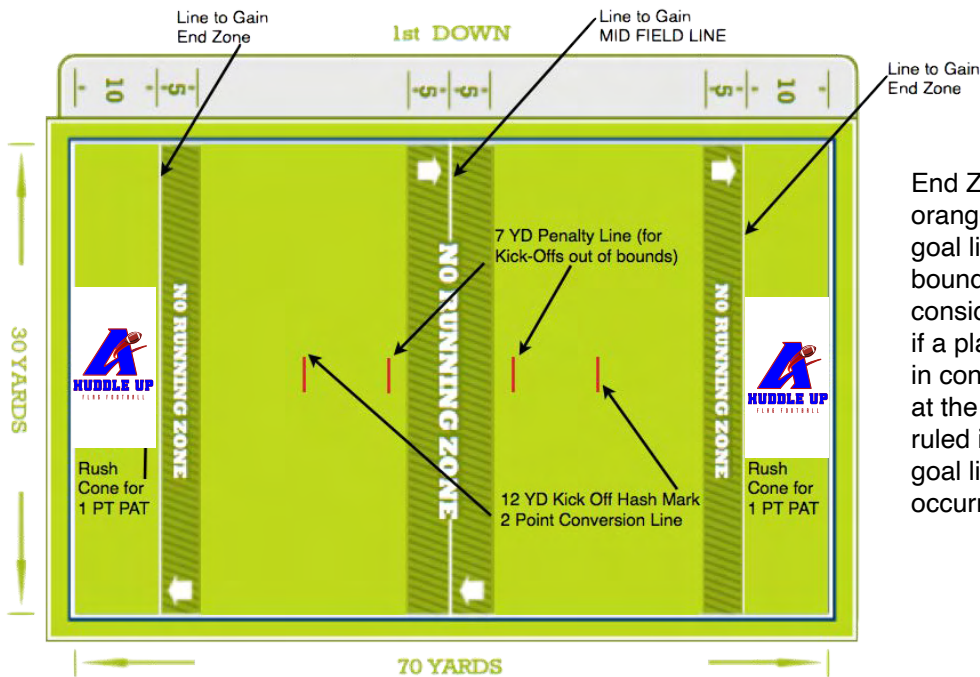 Line to Gain
End Zone
1st DOWN
Line to Gain
MID FIELD LINE
Line to Gain
End Zone
10
5
5
5
5
10
7 YD Penalty Line (for
Kick-Offs out of bounds)
30 YARDS
NO RUNNING ZONE
NO RUNNING ZONE
NO RUNNING ZONE
HUDDLE UP
FLAG FOOTBALL
HUDDLE UP
FLAG FOOTBALL
Rush
Cone for
1 PT PAT
12 YD Kick Off Hash Mark
2 Point Conversion Line
Rush
Cone for
1 PT PAT
70 YARDS
End Z
orang
goal li
bound
consid
if a pla
in con
at the
ruled i
goal li
occurr